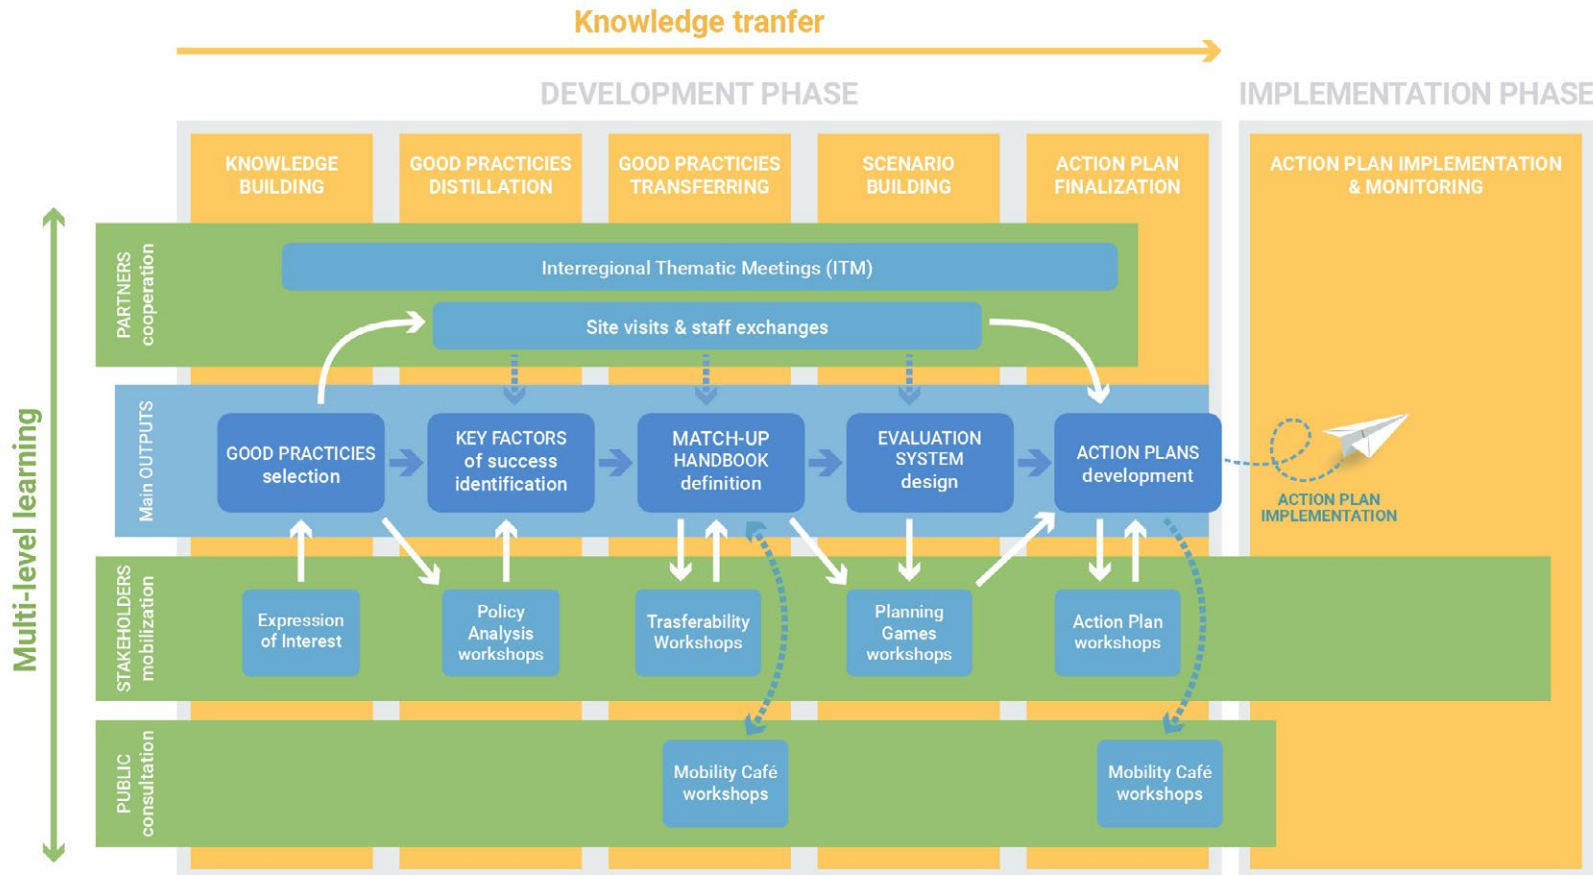 Knowledge tranfer
DEVELOPMENT PHASE
IMPLEMENTATION PHASE
KNOWLEDGE
BUILDING
GOOD PRACTICIES
DISTILLATION
GOOD PRACTICIES
TRANSFERRING
SCENARIO
BUILDING
ACTION PLAN
FINALIZATION
ACTION PLAN IMPLEMENTATION
& MONITORING
Multi-level learning
PARTNERS
cooperation
Interregional Thematic Meetings (ITM)
Site visits & staff exchanges
Main OUTPUTS
GOOD PRACTICIES
selection
KEY FACTORS
of success
identification
MATCH-UP
HANDBOOK
definition
EVALUATION
SYSTEM
design
ACTION PLANS
development
ACTION PLAN
IMPLEMENTATION
STAKEHOLDERS
mobilization
Expression
of Interest
Policy
Analysis
workshops
Trasferability
Workshops
Planning
Games
workshops
Action Plan
workshops
PUBLIC
consultation
Mobility Café
workshops
Mobility Café
workshops